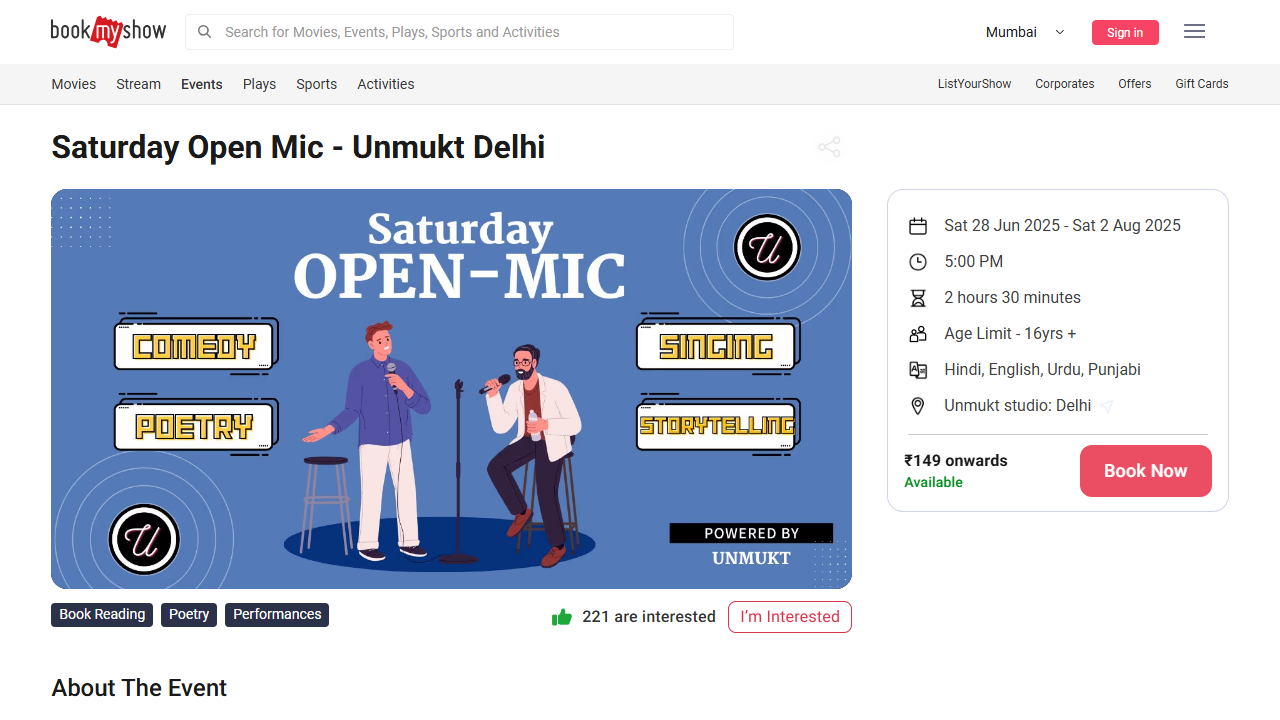 book my show
Search for Movies, Events, Plays, Sports and Activities
Mumbai
Sign in
Movies Stream Events Plays Sports Activities
ListYourShow Corporates Offers Gift Cards
Saturday Open Mic - Unmukt Delhi
Saturday
OPEN-MIC
U
COMEDY
SINGING
POETRY
STORYTELLING
U
POWERED BY
UNMUKT
Sat 28 Jun 2025 - Sat 2 Aug 2025
5:00 PM
2 hours 30 minutes
Age Limit - 16yrs +
Hindi, English, Urdu, Punjabi
Unmukt studio: Delhi
₹149 onwards
Available
Book Now
Book Reading Poetry Performances
221 are interested
I'm Interested
About The Event